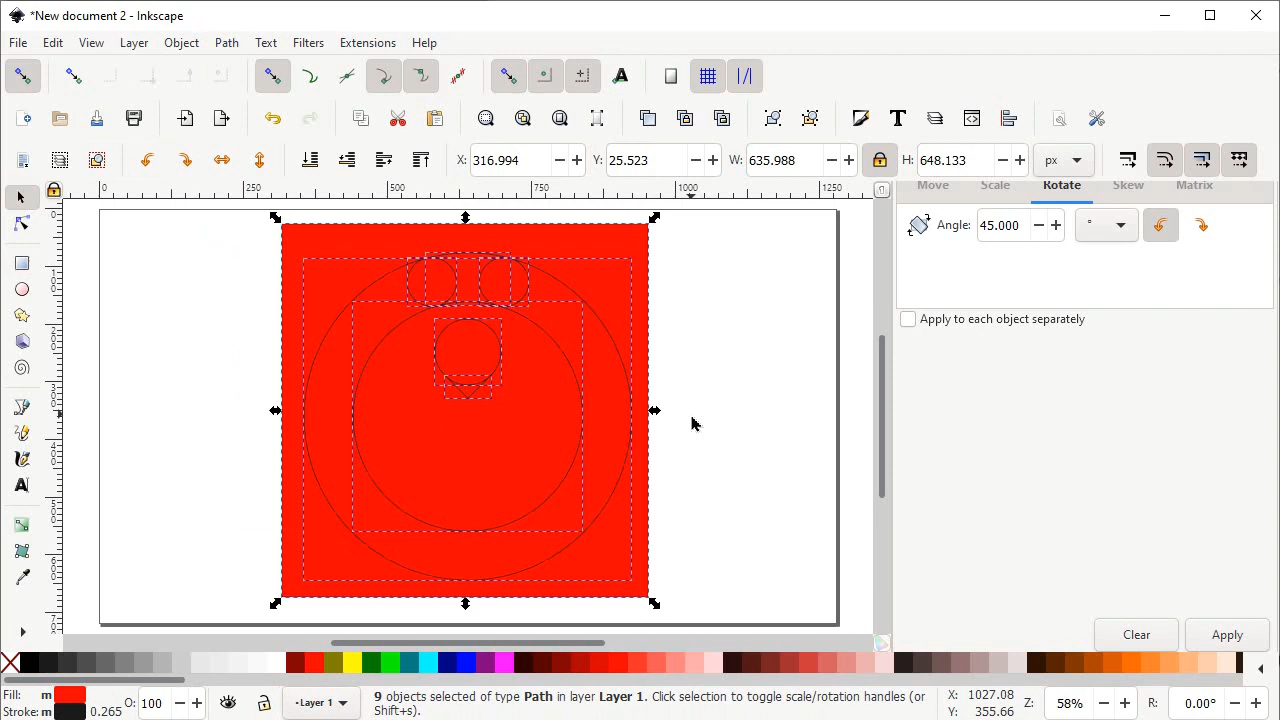 *New document 2 - Inkscape
File Edit View Layer Object Path Text Filters Extensions Help
X: 316.994 Y: 25.523 W: 635.988 H: 648.133 px
0 250 500 750 1000 1250
Move Scale Rotate Skew Matrix
Angle: 45.000 °
Apply to each object separately
Clear Apply
Fill: m
Stroke: m 0.265
O: 100
Layer 1
9 objects selected of type Path in layer Layer 1. Click selection to toggle scale/rotation handles (or Shift+s).
X: 1027.08
Y: 355.66
Z: 58%
R: 0.00°